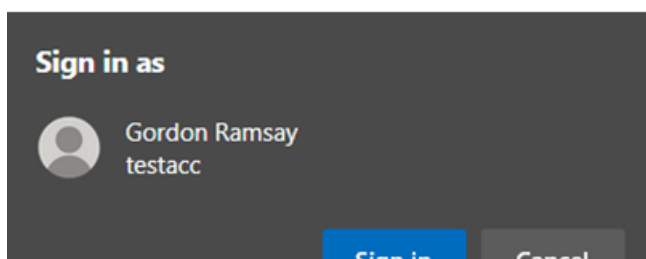 Sign in as
Gordon Ramsay
testacc
Sign in
Cancel